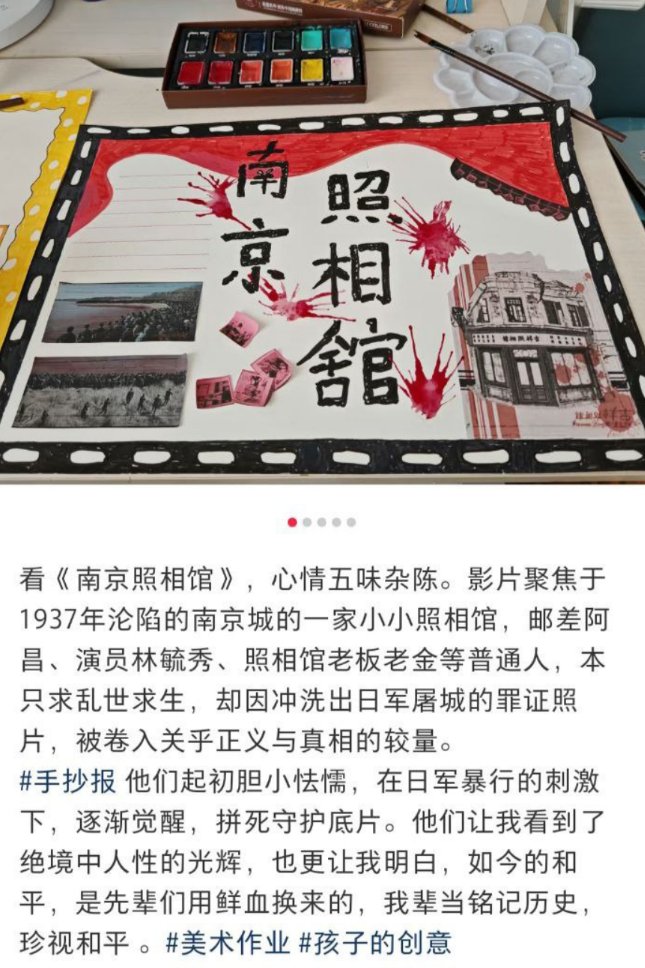 南京
照相馆
看《南京照相馆》，心情五味杂陈。影片聚焦于
1937年沦陷的南京城的一家小小照相馆，邮差阿
昌、演员林毓秀、照相馆老板老金等普通人，本
只求乱世求生，却因冲洗出日军屠城的罪证照
片，被卷入关乎正义与真相的较量。
#手抄报 他们起初胆小怯懦，在日军暴行的刺激
下，逐渐觉醒，拼死守护底片。他们让我看到了
绝境中人性的光辉，也更让我明白，如今的和
平，是先辈们用鲜血换来的，我辈当铭记历史，
珍视和平 。#美术作业 #孩子的创意